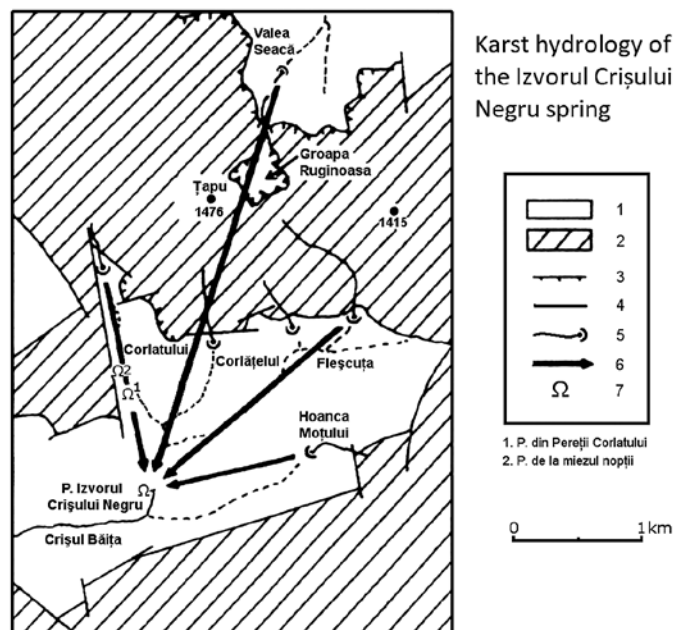 Karst hydrology of
the Izvorul Crișului
Negru spring
Valea
Seacă
Groapa
Ruginoasa
Țapu
1476
1415
Corlatului
Corlățelul
Fleșcuța
Ω2
Ω1
Hoanca
Moțului
P. Izvorul
Crișului Negru
Ω
Crișul Băița
1
2
3
4
5
6
Ω 7
1. P. din Pereții Corlatului
2. P. de la miezul nopții
0 1km